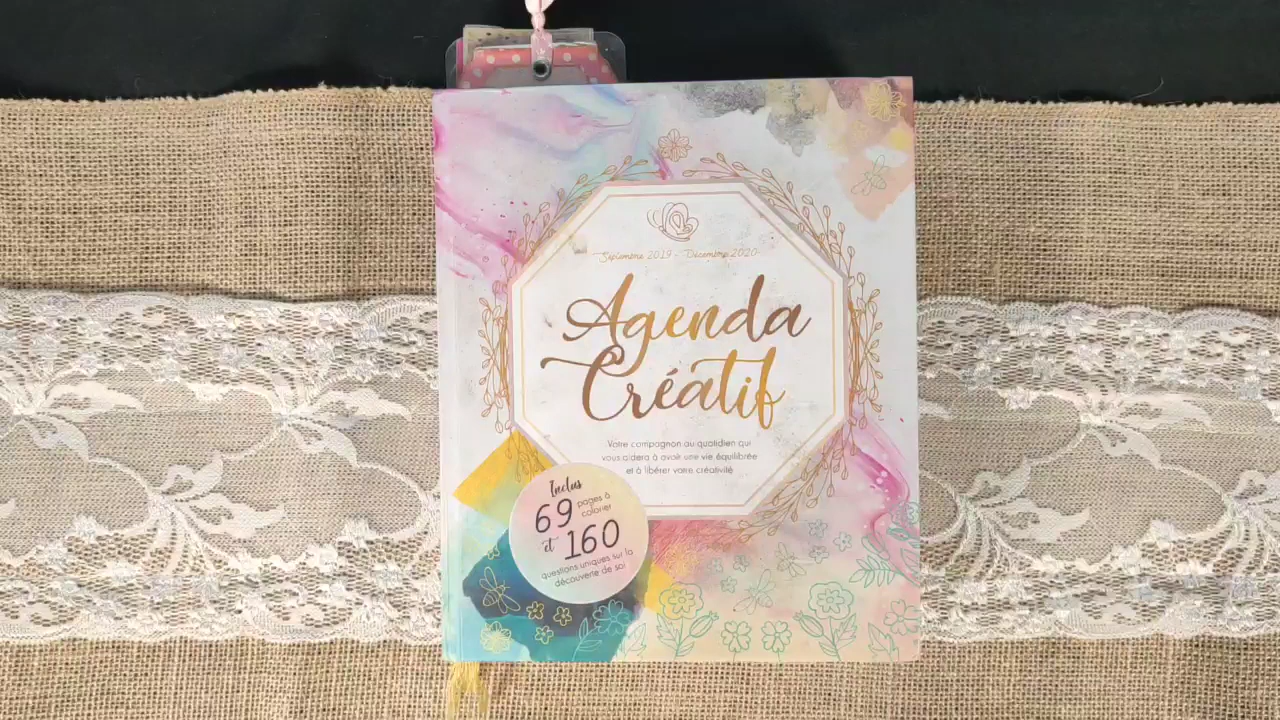 Septembre 2019 - Décembre 2020
Agenda
Créatif
Votre compagnon au quotidien qui
vous aidera à avoir une vie équilibrée
et à libérer votre créativité
Inclus
69 pages à
colorier
et 160
questions uniques sur la
découverte de soi